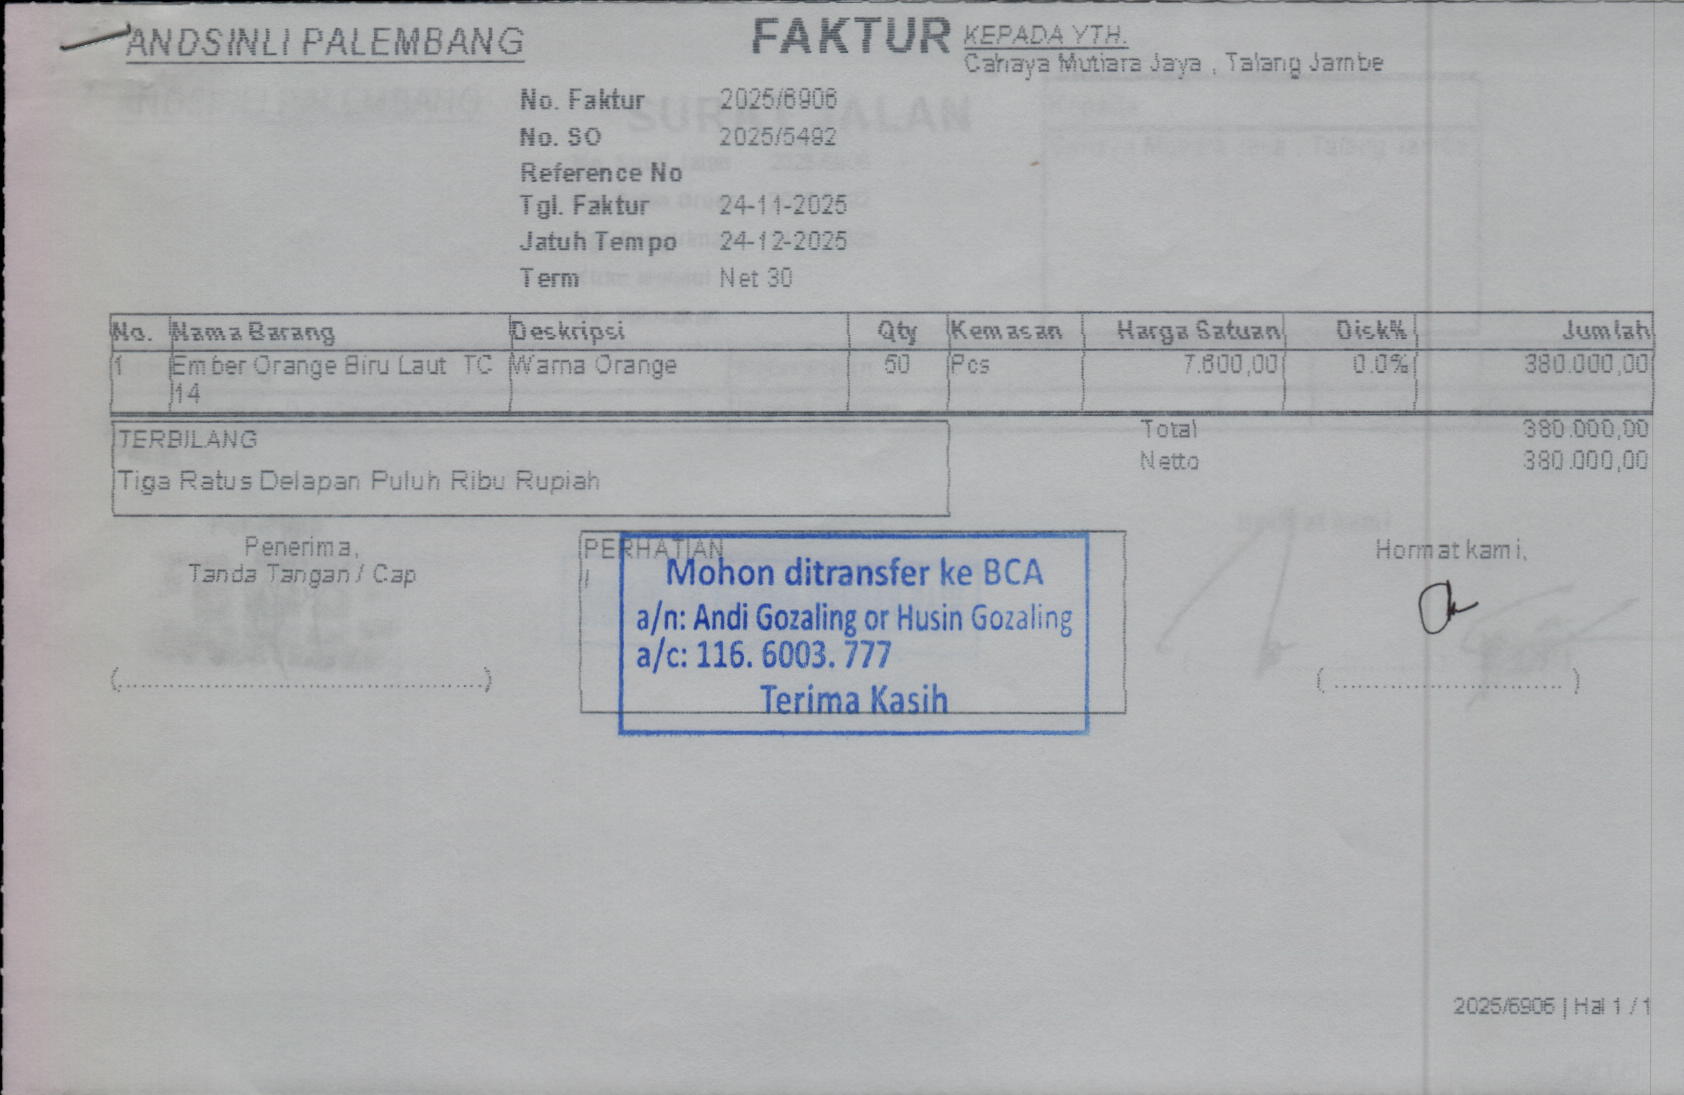 ANDSINLI PALEMBANG
FAKTUR
KEPADA YTH.
Cahaya Mutiara Jaya , Talang Jambe
No. Faktur 2025/6906
No. SO 2025/5492
Reference No
Tgl. Faktur 24-11-2025
Jatuh Tempo 24-12-2025
Term Net 30
No. Nama Barang Deskripsi Qty Kemasan Harga Satuan Disk% Jumlah
1 Ember Orange Biru Laut TC 14 Warna Orange 50 Pcs 7.600,00 0.0% 380.000,00
TERBILANG
Tiga Ratus Delapan Puluh Ribu Rupiah
Total 380.000,00
Netto 380.000,00
Penerima,
Tanda Tangan / Cap
(...............................................)
PERHATIAN
//
Mohon ditransfer ke BCA
a/n: Andi Gozaling or Husin Gozaling
a/c: 116. 6003. 777
Terima Kasih
Hormat kami,
( ............................. )
SURAT JALAN
2025/6906 | Hal 1 / 1